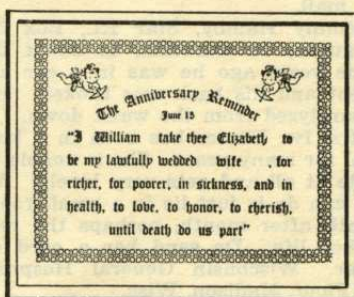 The Anniversary Reminder
June 15
"I William take thee Elizabeth to
be my lawfully wedded wife : for
richer, for poorer, in sickness, and in
health, to love, to honor, to cherish,
until death do us part"